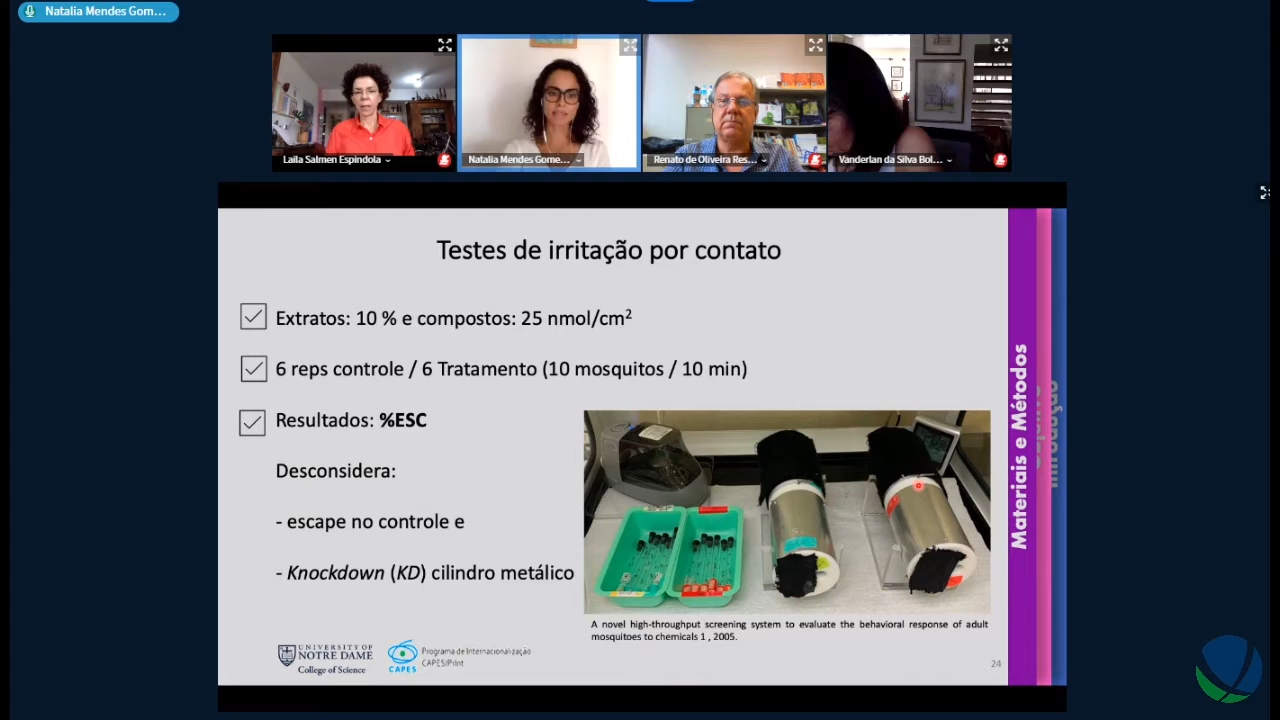 Natalia Mendes Gom...
Laila Salmen Espindola
Natalia Mendes Gome...
Renato de Oliveira Res...
Vanderlan da Silva Bol...
Testes de irritação por contato
Extratos: 10 % e compostos: 25 nmol/cm²
6 reps controle / 6 Tratamento (10 mosquitos / 10 min)
Resultados: %ESC
Desconsidera:
- escape no controle e
- Knockdown (KD) cilindro metálico
A novel high-throughput screening system to evaluate the behavioral response of adult
mosquitoes to chemicals 1 , 2005.
UNIVERSITY OF
NOTRE DAME
College of Science
CAPES
Programa de Internacionalização
CAPES/PrInt
24
Materiais e Métodos
Objetivo
Introdução